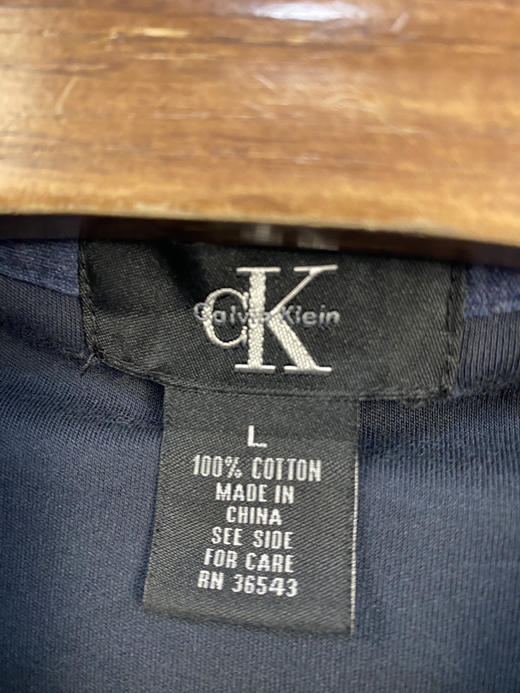 cK
Calvin Klein
L
100% COTTON
MADE IN
CHINA
SEE SIDE
FOR CARE
RN 36543